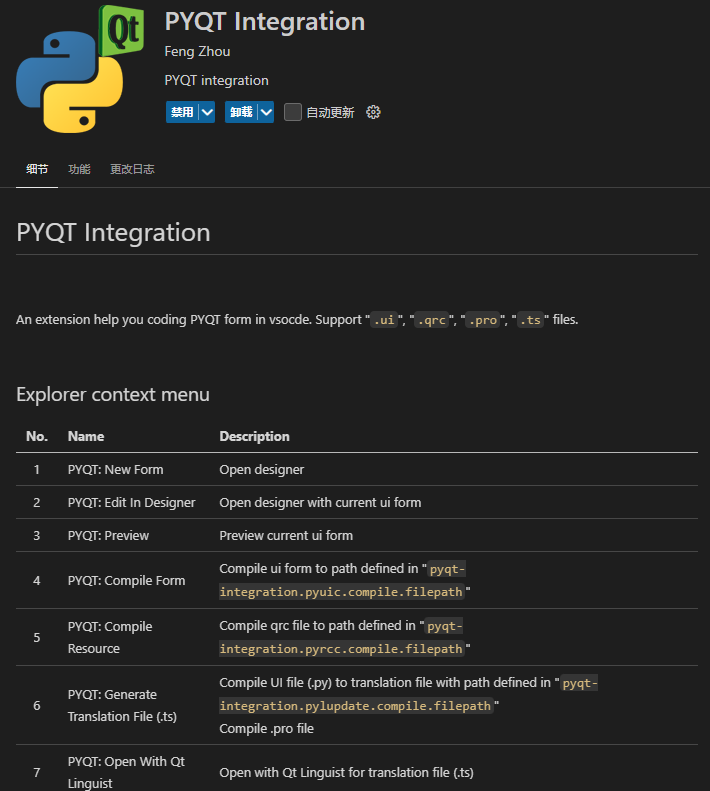 Qt
PYQT Integration
Feng Zhou
PYQT integration
禁用 卸载 自动更新
细节 功能 更改日志
PYQT Integration
An extension help you coding PYQT form in vsocde. Support ".ui", ".qrc", ".pro", ".ts" files.
Explorer context menu
No. Name Description
1 PYQT: New Form Open designer
2 PYQT: Edit In Designer Open designer with current ui form
3 PYQT: Preview Preview current ui form
4 PYQT: Compile Form Compile ui form to path defined in "pyqt-
integration.pyuic.compile.filepath"
5 PYQT: Compile
Resource
Compile qrc file to path defined in "pyqt-
integration.pyrcc.compile.filepath"
6 PYQT: Generate
Translation File (.ts)
Compile UI file (.py) to translation file with path defined in "pyqt-
integration.pylupdate.compile.filepath"
Compile .pro file
7 PYQT: Open With Qt
Linguist
Open with Qt Linguist for translation file (.ts)